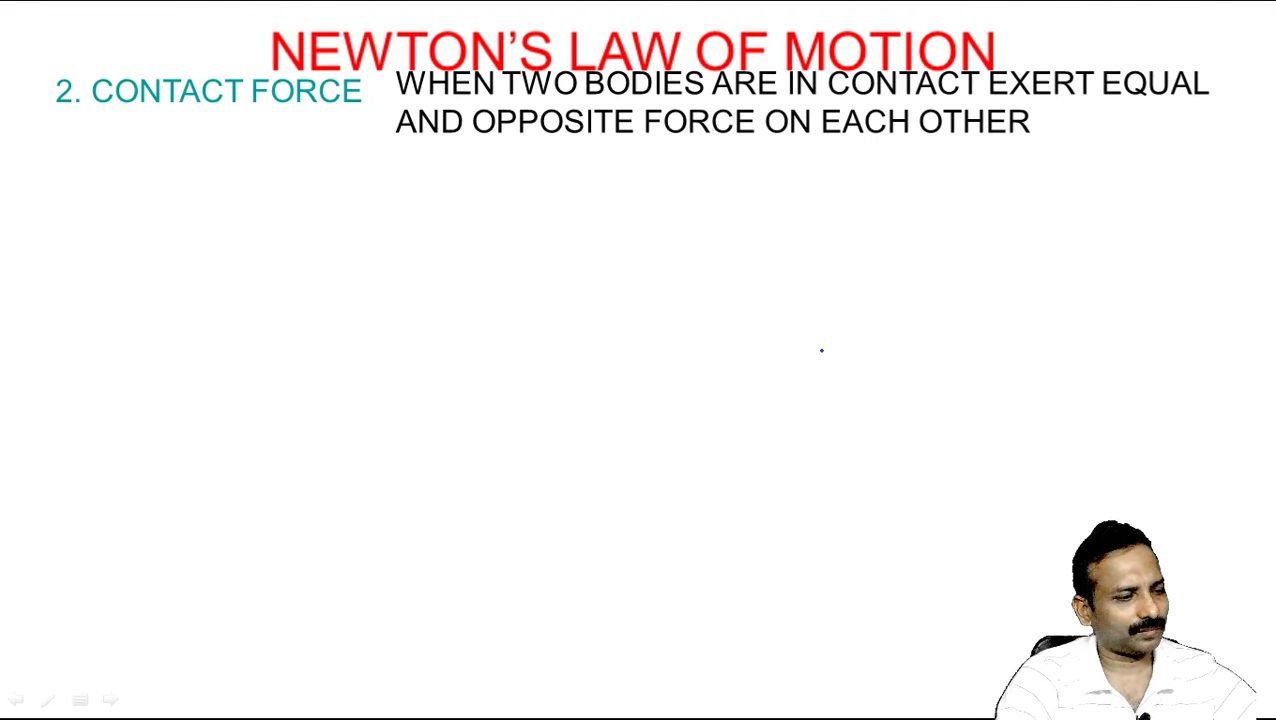 NEWTON’S LAW OF MOTION
2. CONTACT FORCE
WHEN TWO BODIES ARE IN CONTACT EXERT EQUAL
AND OPPOSITE FORCE ON EACH OTHER